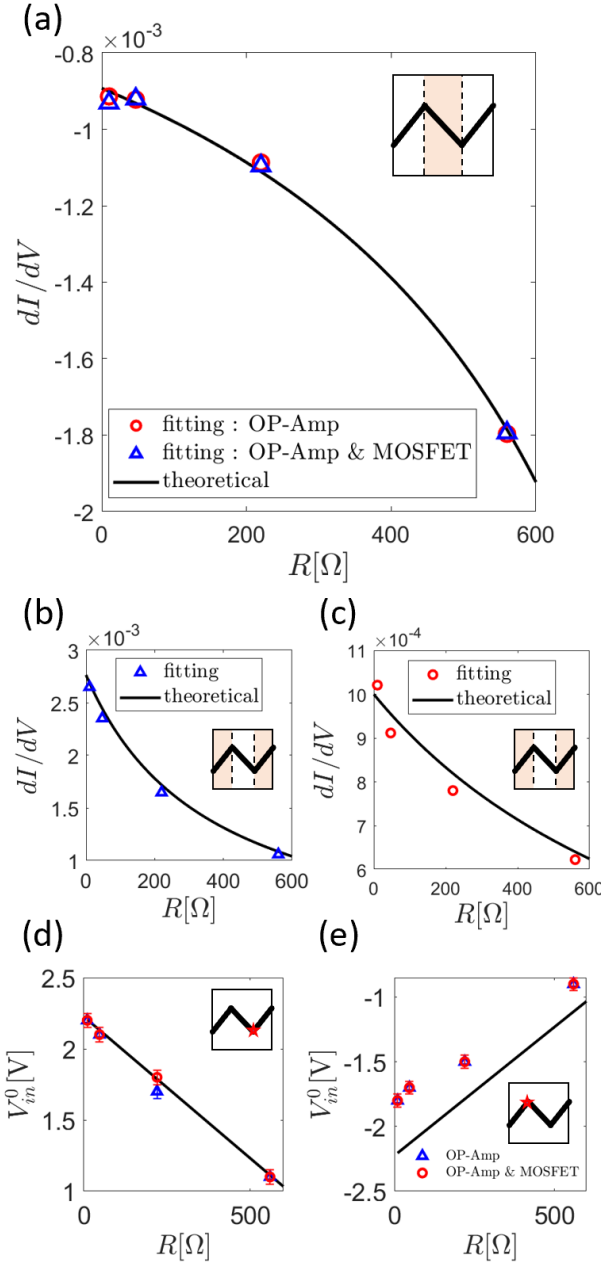 (a)
×10⁻³
-0.8
-1
-1.2
-1.4
-1.6
-1.8
-2
dI/dV
fitting : OP-Amp
fitting : OP-Amp & MOSFET
theoretical
0 200 400 600
R[Ω]
(b)
×10⁻³
3
2.5
2
1.5
1
dI/dV
fitting
theoretical
0 200 400 600
R[Ω]
(c)
×10⁻⁴
11
10
9
8
7
6
dI/dV
fitting
theoretical
0 200 400 600
R[Ω]
(d)
2.5
2
1.5
1
V⁰ᵢₙ[V]
0 500
R[Ω]
(e)
-1
-1.5
-2
-2.5
V⁰ᵢₙ[V]
OP-Amp
OP-Amp & MOSFET
0 500
R[Ω]